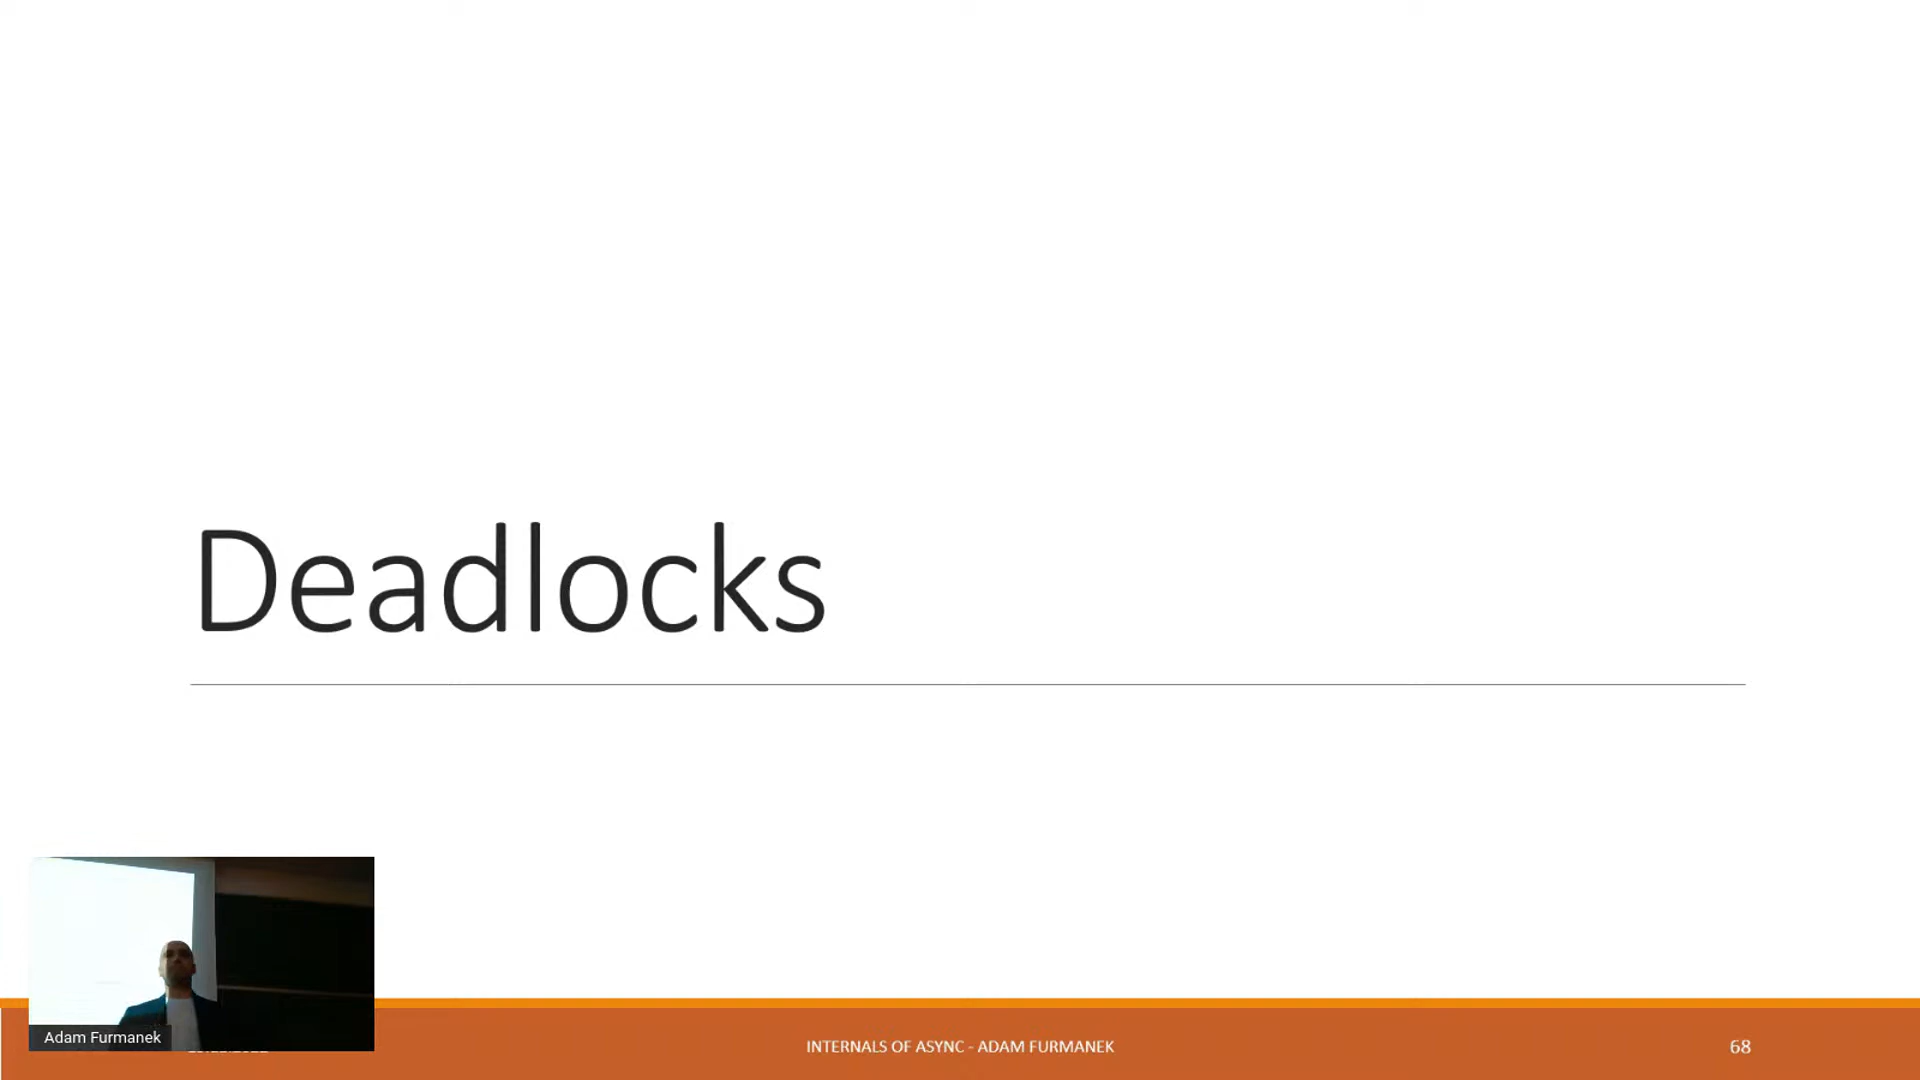 Deadlocks
Adam Furmanek
INTERNALS OF ASYNC - ADAM FURMANEK
68